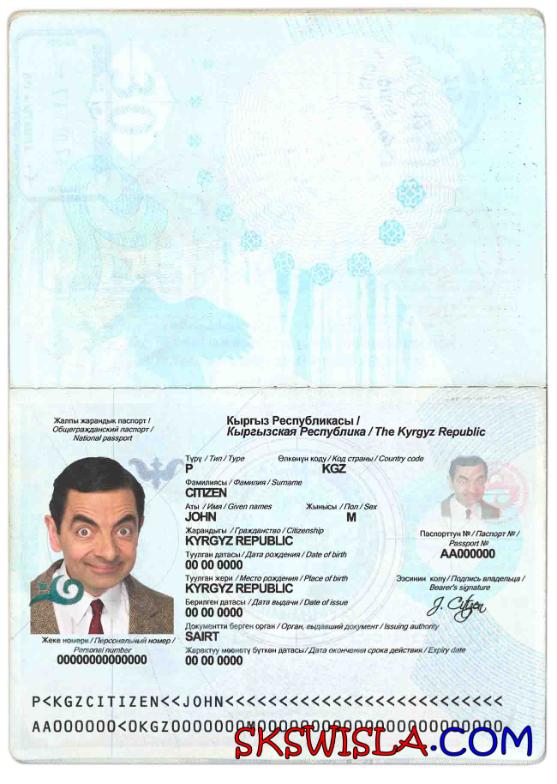 Жалпы жарандык паспорт /
Общегражданский паспорт /
National passport
Кыргыз Республикасы /
Кыргызская Республика / The Kyrgyz Republic
Түрү / Тип / Type
Өлкөнүн коду / Код страны / Country code
P
KGZ
Фамилиясы / Фамилия / Surname
CITIZEN
Аты / Имя / Given names
Жынысы / Пол / Sex
JOHN
M
Жарандыгы / Гражданство / Citizenship
KYRGYZ REPUBLIC
Туулган датасы / Дата рождения / Date of birth
00 00 0000
Туулган жери / Место рождения / Place of birth
KYRGYZ REPUBLIC
Берилген датасы / Дата выдачи / Date of issue
00 00 0000
Документти берген орган / Орган, выдавший документ / Issuing authority
SAIRT
Жарактуу мөөнөтү бүткөн датасы / Дата окончания срока действия / Expiry date
00 00 0000
Паспорттун № / Паспорт № /
Passport №
AA000000
Ээсинин колу / Подпись владельца /
Bearer's signature
J. Citizen
Жеке номери / Персональный номер /
Personal number
00000000000000
P<KGZCITIZEN<<JOHN<<<<<<<<<<<<<<<<<<<<<<<<<<
SKSWISLA.COM